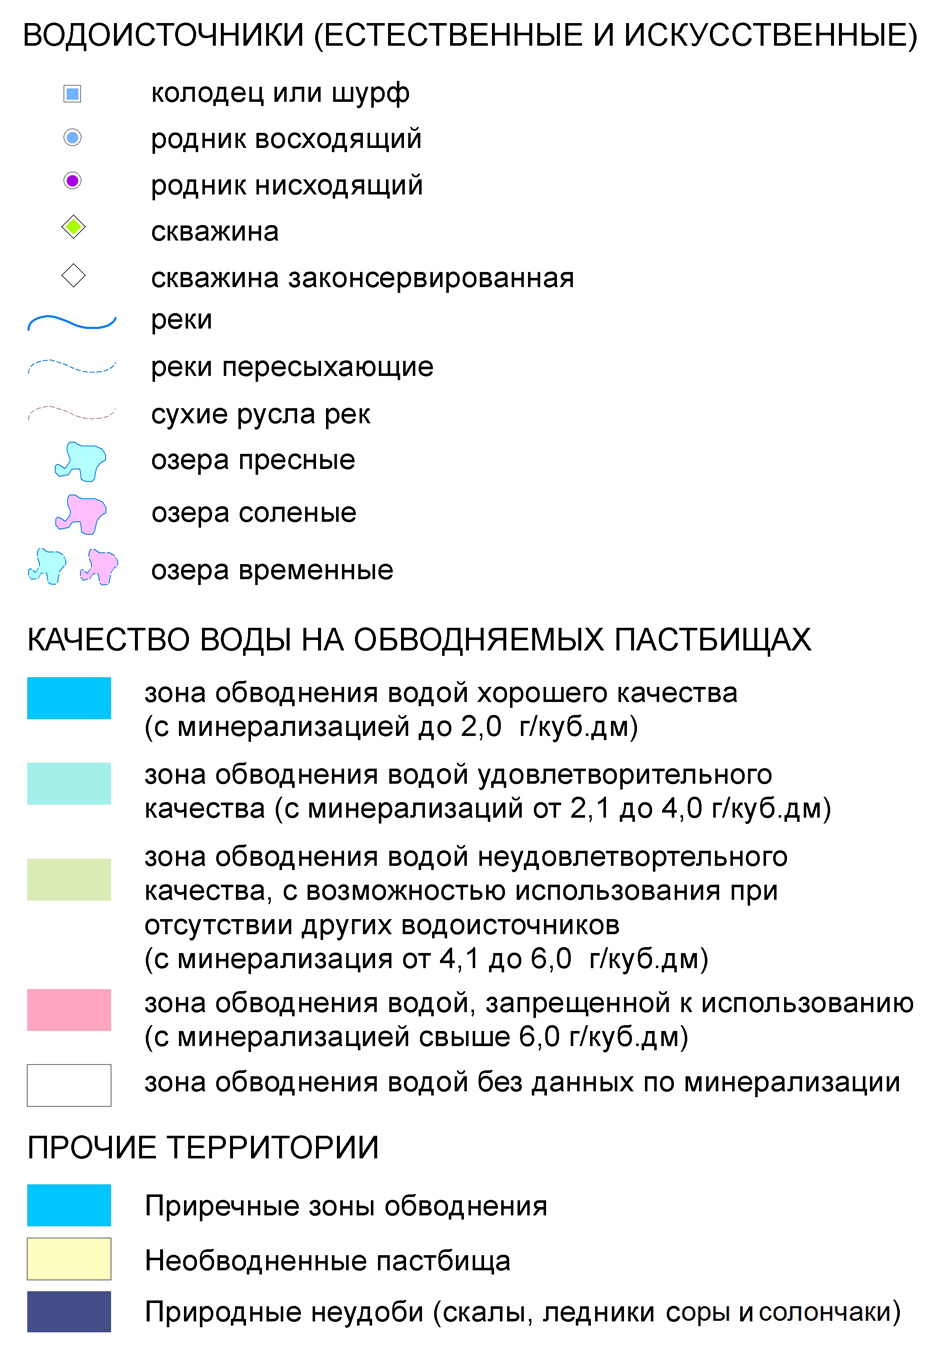 ВОДОИСТОЧНИКИ (ЕСТЕСТВЕННЫЕ И ИСКУССТВЕННЫЕ)
колодец или шурф
родник восходящий
родник нисходящий
скважина
скважина законсервированная
реки
реки пересыхающие
сухие русла рек
озера пресные
озера соленые
озера временные
КАЧЕСТВО ВОДЫ НА ОБВОДНЯЕМЫХ ПАСТБИЩАХ
зона обводнения водой хорошего качества
(с минерализацией до 2,0 г/куб.дм)
зона обводнения водой удовлетворительного
качества (с минерализаций от 2,1 до 4,0 г/куб.дм)
зона обводнения водой неудовлетвортельного
качества, с возможностью использования при
отсутствии других водоисточников
(с минерализация от 4,1 до 6,0 г/куб.дм)
зона обводнения водой, запрещенной к использованию
(с минерализацией свыше 6,0 г/куб.дм)
зона обводнения водой без данных по минерализации
ПРОЧИЕ ТЕРРИТОРИИ
Приречные зоны обводнения
Необводненные пастбища
Природные неудоби (скалы, ледники соры и солончаки)